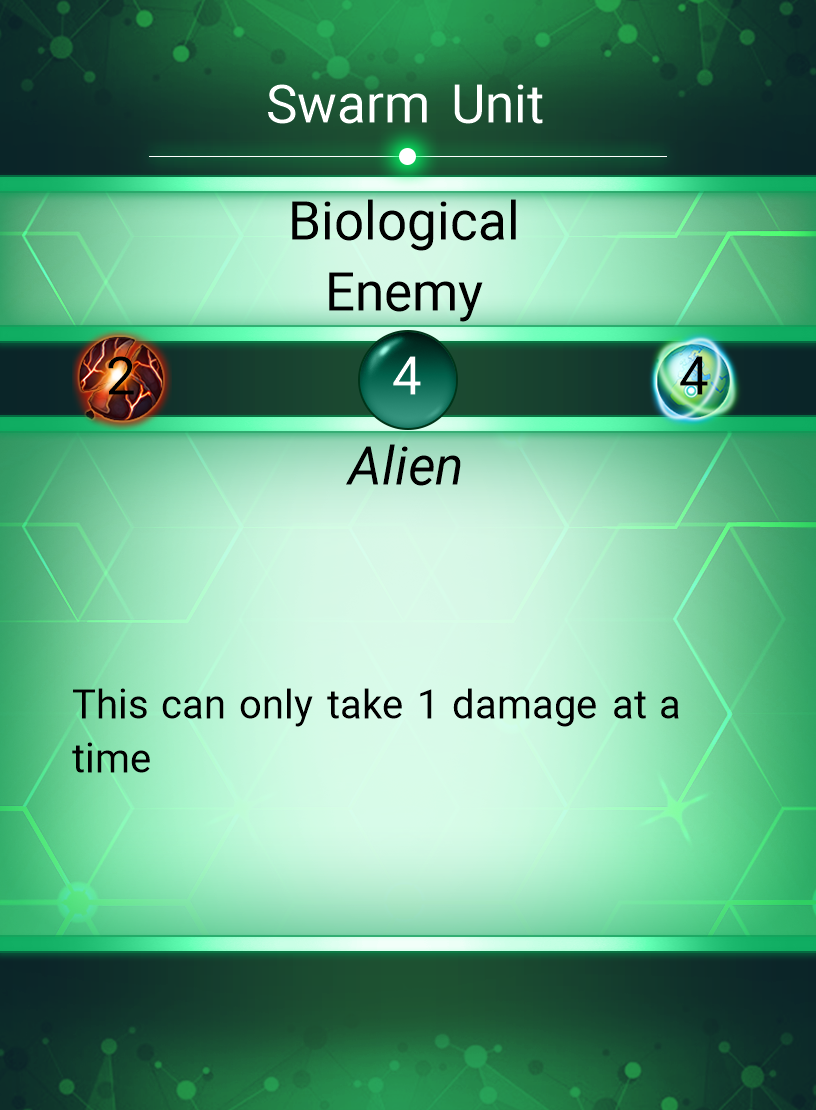 Swarm Unit
Biological
Enemy
2 4 4
Alien
This can only take 1 damage at a
time